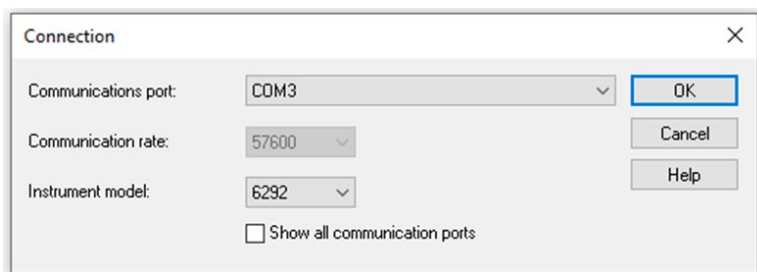 Connection
Communications port: COM3 OK
Communication rate: 57600 Cancel
Instrument model: 6292 Help
Show all communication ports